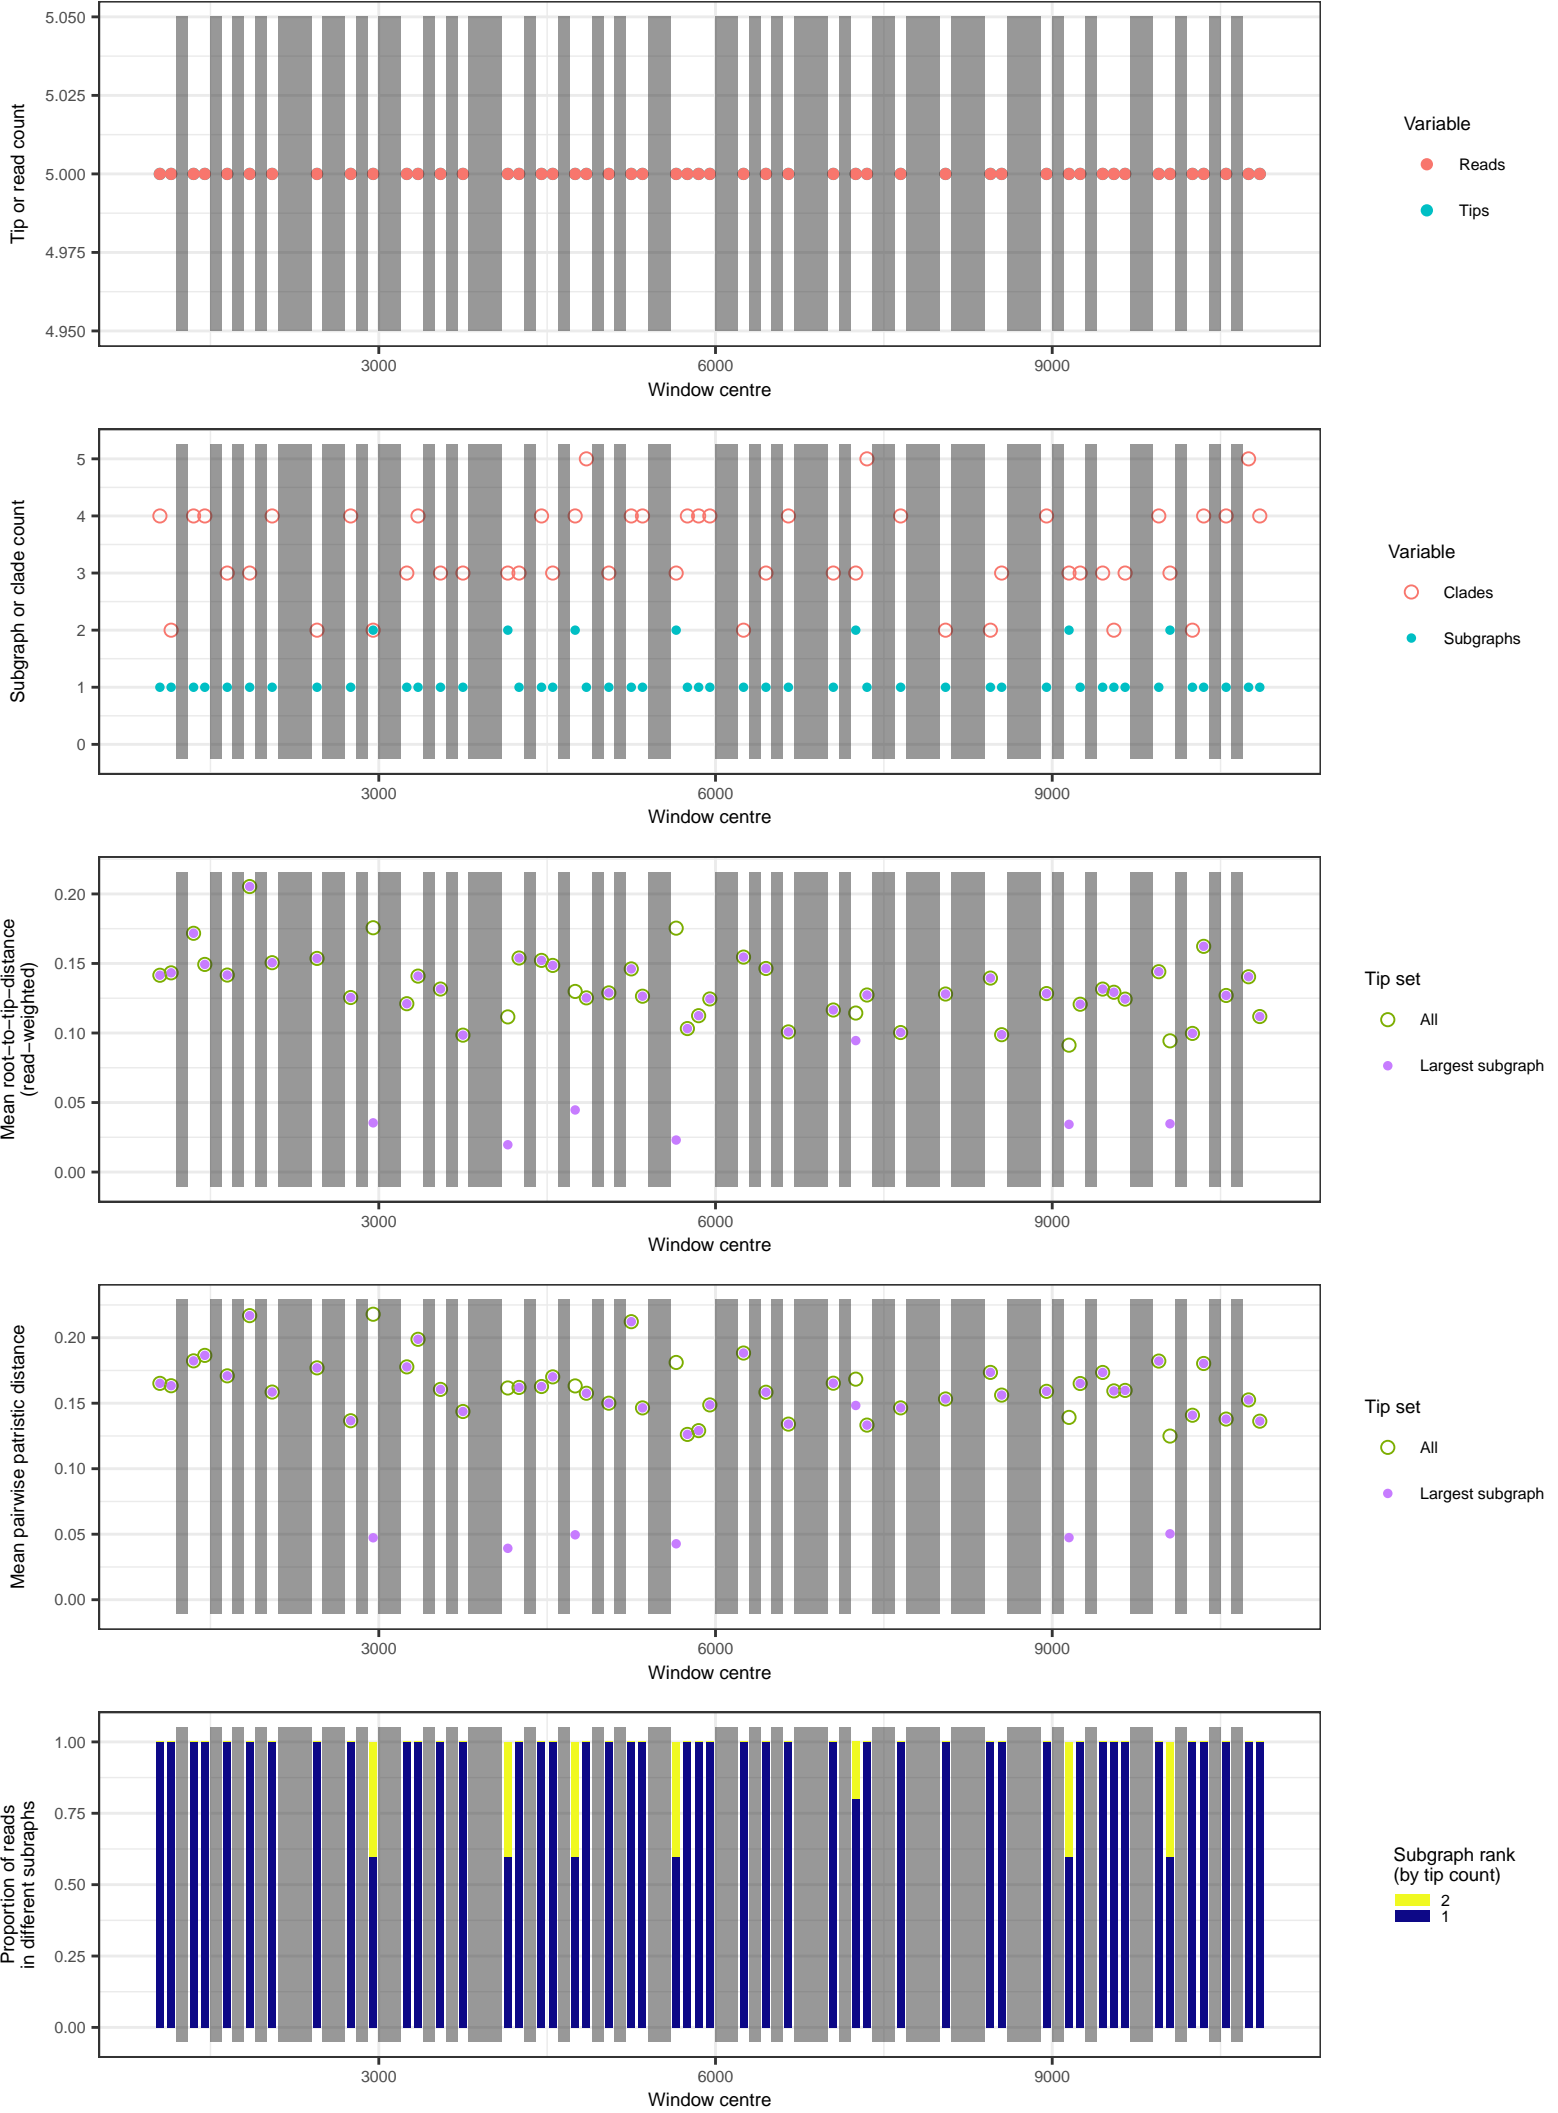 5.050
5.025
5.000
4.975
4.950
Tip or read count
3000
6000
9000
Window centre
Variable
Reads
Tips
5
4
3
2
1
0
Subgraph or clade count
3000
6000
9000
Window centre
Variable
Clades
Subgraphs
0.20
0.15
0.10
0.05
0.00
Mean root−to−tip−distance
(read−weighted)
3000
6000
9000
Window centre
Tip set
All
Largest subgraph
0.20
0.15
0.10
0.05
0.00
Mean pairwise patristic distance
3000
6000
9000
Window centre
Tip set
All
Largest subgraph
1.00
0.75
0.50
0.25
0.00
Proportion of reads
in different subraphs
3000
6000
9000
Window centre
Subgraph rank
(by tip count)
2
1